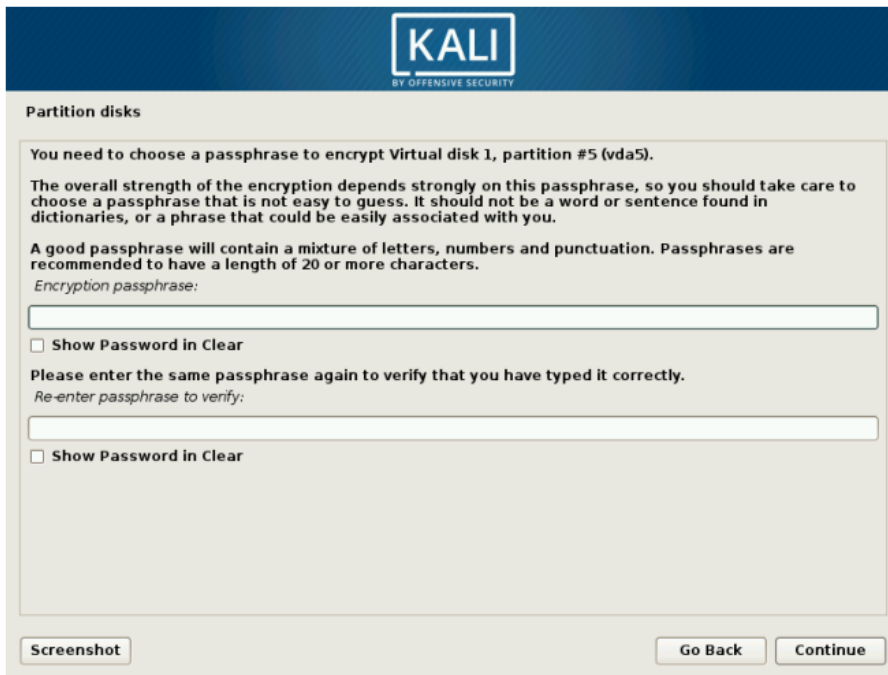 KALI
BY OFFENSIVE SECURITY
Partition disks
You need to choose a passphrase to encrypt Virtual disk 1, partition #5 (vda5).
The overall strength of the encryption depends strongly on this passphrase, so you should take care to
choose a passphrase that is not easy to guess. It should not be a word or sentence found in
dictionaries, or a phrase that could be easily associated with you.
A good passphrase will contain a mixture of letters, numbers and punctuation. Passphrases are
recommended to have a length of 20 or more characters.
Encryption passphrase:
Show Password in Clear
Please enter the same passphrase again to verify that you have typed it correctly.
Re-enter passphrase to verify:
Show Password in Clear
Screenshot
Go Back
Continue